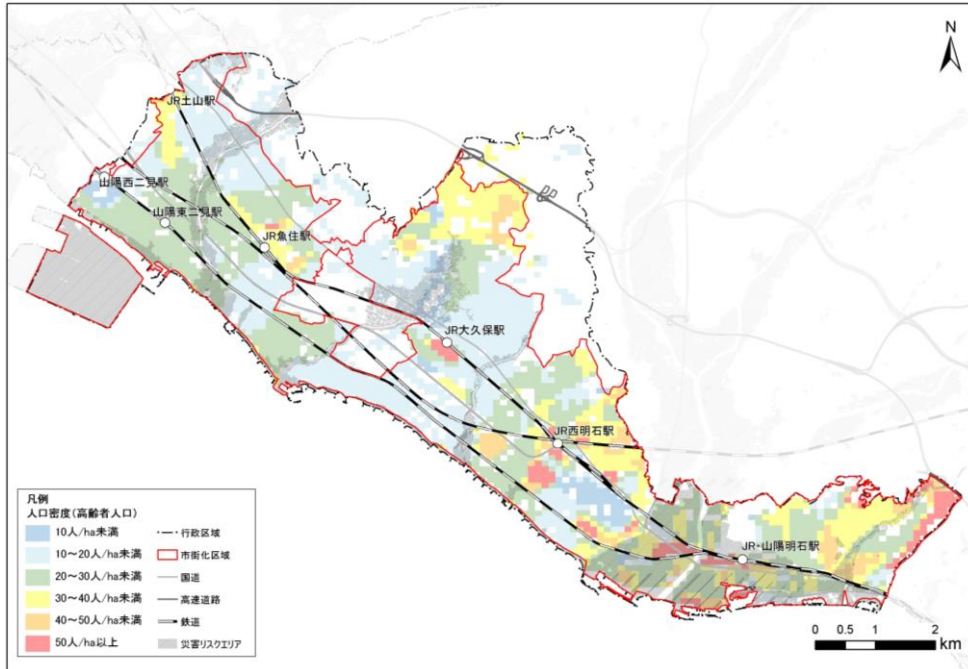 N
JR土山駅
山陽西二見駅
山陽東二見駅
JR魚住駅
JR大久保駅
JR西明石駅
JR・山陽明石駅
凡例
人口密度(高齢者人口)
10人/ha未満
10~20人/ha未満
20~30人/ha未満
30~40人/ha未満
40~50人/ha未満
50人/ha以上
行政区域
市街化区域
国道
高速道路
鉄道
災害リスクエリア
0 0.5 1 2
km